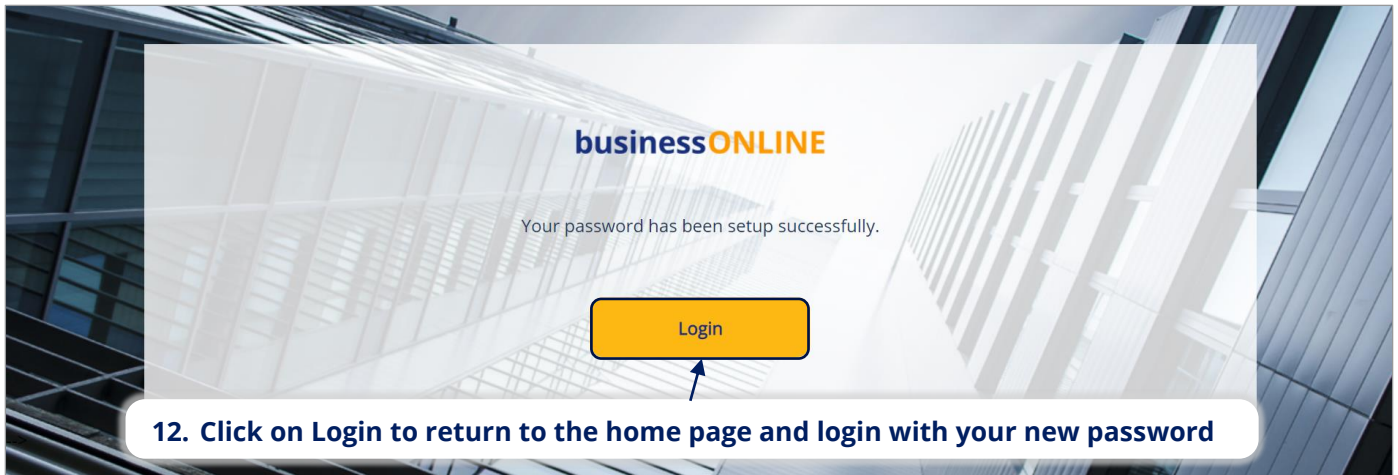 businessONLINE
Your password has been setup successfully.
Login
12. Click on Login to return to the home page and login with your new password